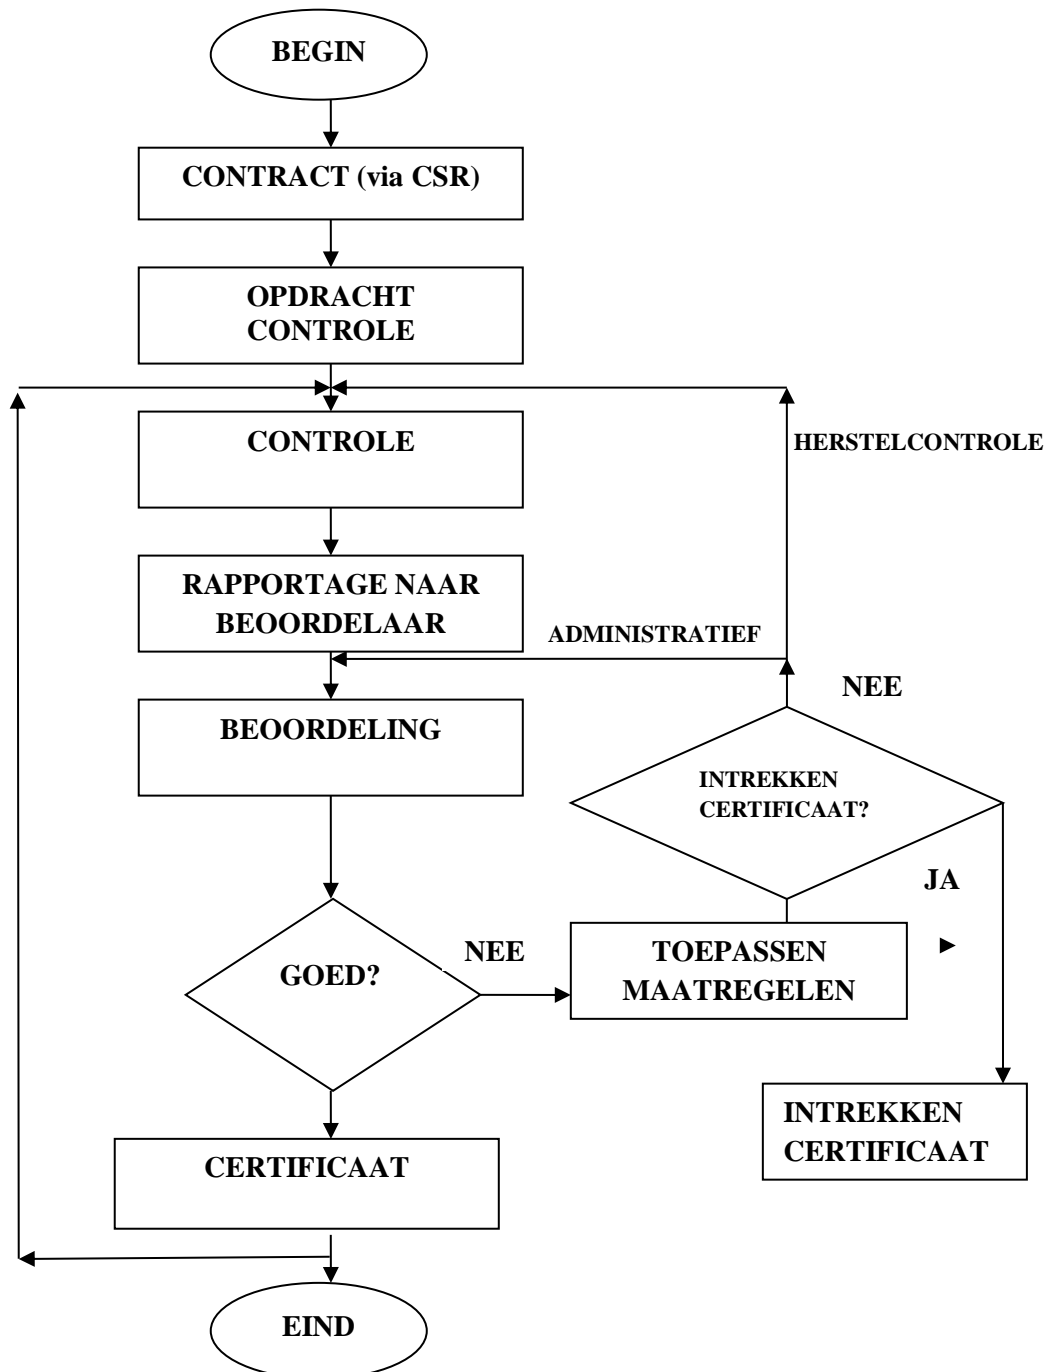 BEGIN
CONTRACT (via CSR)
OPDRACHT
CONTROLE
CONTROLE
HERSTELCONTROLE
RAPPORTAGE NAAR
BEOORDELAAR
ADMINISTRATIEF
NEE
BEOORDELING
INTREKKEN
CERTIFICAAT?
JA
GOED?
NEE
TOEPASSEN
MAATREGELEN
INTREKKEN
CERTIFICAAT
CERTIFICAAT
EIND